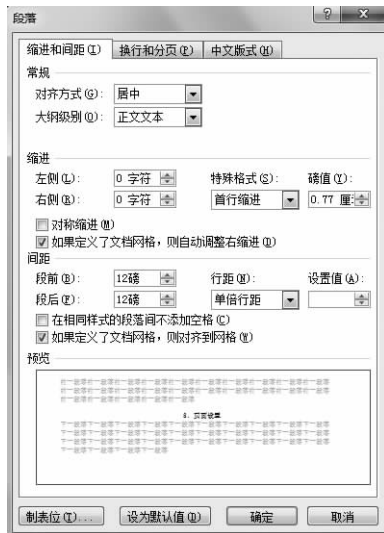 段落
缩进和间距(I) 换行和分页(P) 中文版式(H)
常规
对齐方式(G): 居中
大纲级别(O): 正文文本
缩进
左侧(L): 0 字符 特殊格式(S): 磅值(Y):
右侧(R): 0 字符 首行缩进 0.77 厘
对称缩进(M)
如果定义了文档网格，则自动调整右缩进(D)
间距
段前(B): 12磅 行距(N): 设置值(A):
段后(F): 12磅 单倍行距
在相同样式的段落间不添加空格(C)
如果定义了文档网格，则对齐到网格(W)
预览
制表位(T)... 设为默认值(D) 确定 取消